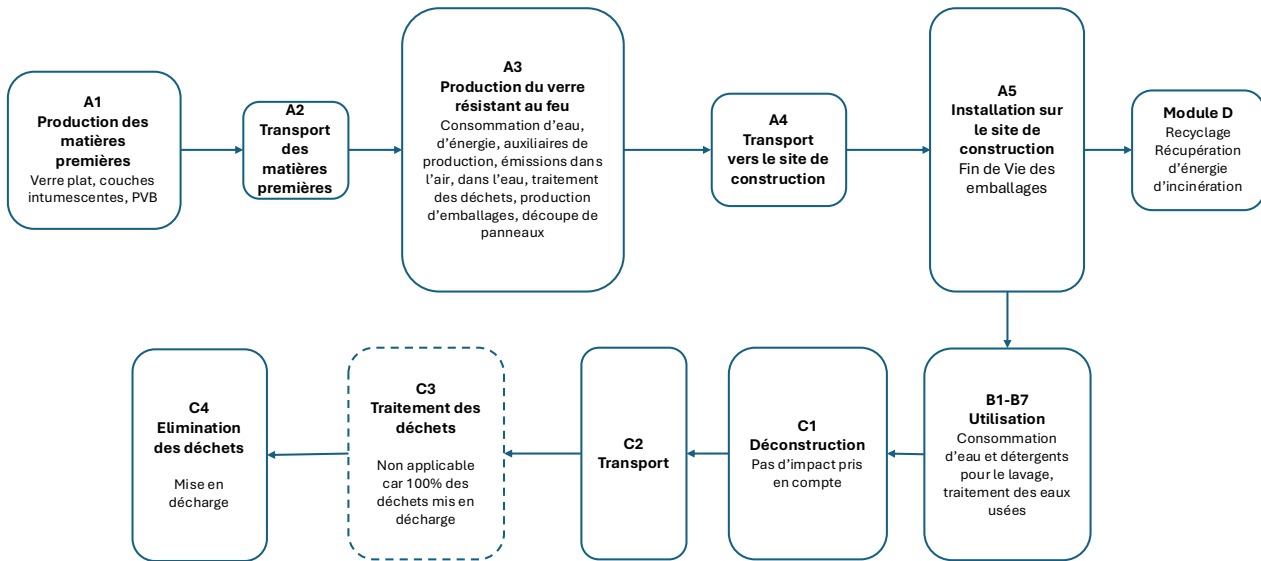 A1
Production des
matières
premières
Verre plat, couches
intumescentes, PVB
A2
Transport
des
matières
premières
A3
Production du verre
résistant au feu
Consommation d'eau,
d'énergie, auxiliaires de
production, émissions dans
l'air, dans l'eau, traitement
des déchets, production
d'emballages, découpe de
panneaux
A4
Transport
vers le site de
construction
A5
Installation sur
le site de
construction
Fin de Vie des
emballages
Module D
Recyclage
Récupération
d'énergie
d'incinération
C4
Elimination
des déchets
Mise en
décharge
C3
Traitement des
déchets
Non applicable
car 100% des
déchets mis en
décharge
C2
Transport
C1
Déconstruction
Pas d'impact pris
en compte
B1-B7
Utilisation
Consommation
d'eau et détergents
pour le lavage,
traitement des eaux
usées